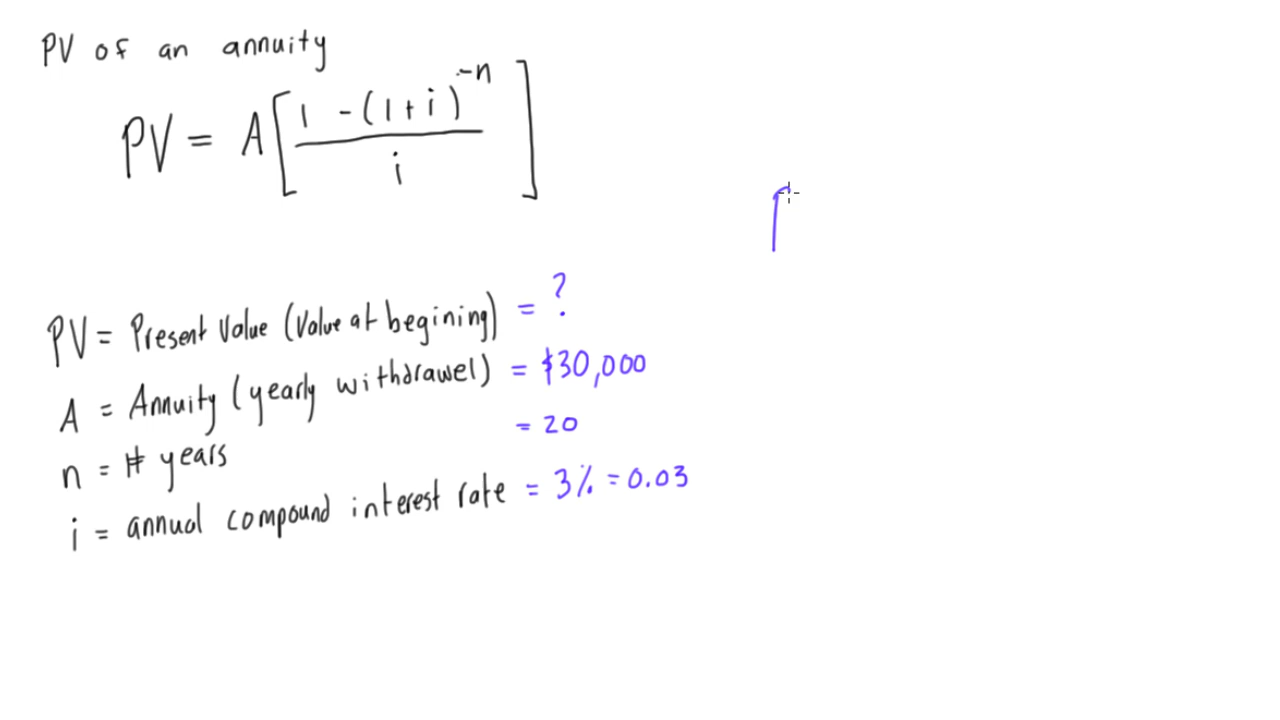 PV of an annuity
PV = A[ 1 - (1 + i)^-n / i ]
PV = Present Value (Value at begining) = ?
A = Annuity (yearly withdrawel) = $30,000
n = # years = 20
i = annual compound interest rate = 3% = 0.03